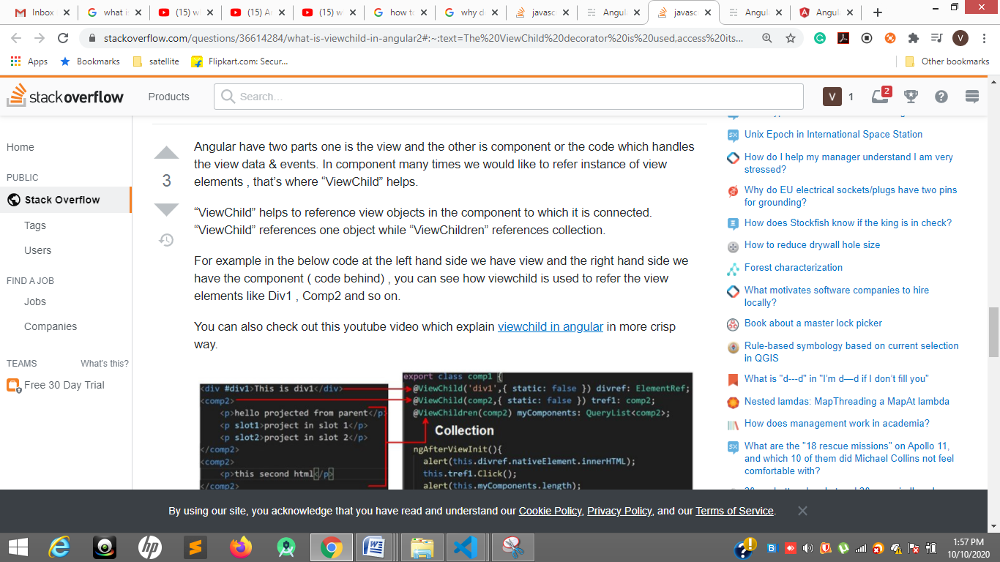 Inbox
what i
(15) w
(15) A
(15) w
how to
why d
javasc
Angul
javasc
Angul
Angul
stackoverflow.com/questions/36614284/what-is-viewchild-in-angular2#:~:text=The%20ViewChild%20decorator%20is%20used,access%20its...
V
Apps
Bookmarks
satellite
Flipkart.com: Secur...
Other bookmarks
stackoverflow
Products
Search...
V 1
2
Home
PUBLIC
Stack Overflow
Tags
Users
FIND A JOB
Jobs
Companies
TEAMS What's this?
Free 30 Day Trial
3
Angular have two parts one is the view and the other is component or the code which handles
the view data & events. In component many times we would like to refer instance of view
elements , that's where “ViewChild” helps.
“ViewChild” helps to reference view objects in the component to which it is connected.
“ViewChild” references one object while “ViewChildren” references collection.
For example in the below code at the left hand side we have view and the right hand side we
have the component ( code behind) , you can see how viewchild is used to refer the view
elements like Div1 , Comp2 and so on.
You can also check out this youtube video which explain viewchild in angular in more crisp
way.
<div #div1>This is div1</div>
<comp2>
<p>hello projected from parent</p>
<p slot1>project in slot 1</p>
<p slot2>project in slot 2</p>
</comp2>
<comp2>
<p>this second html</p>
</comp2>
export class comp1 {
@ViewChild('div1',{ static: false }) divref: ElementRef;
@ViewChild(comp2,{ static: false }) tref1: comp2;
@ViewChildren(comp2) myComponents: QueryList<comp2>;
Collection
ngAfterViewInit(){
alert(this.divref.nativeElement.innerHTML);
this.tref1.Click();
alert(this.myComponents.length);
Unix Epoch in International Space Station
How do I help my manager understand I am very
stressed?
Why do EU electrical sockets/plugs have two pins
for grounding?
How does Stockfish know if the king is in check?
How to reduce drywall hole size
Forest characterization
What motivates software companies to hire
locally?
Book about a master lock picker
Rule-based symbology based on current selection
in QGIS
What is "d---d" in "I'm d—d if I don't fill you"
Nested lamdas: MapThreading a MapAt lambda
How does management work in academia?
What are the "18 rescue missions" on Apollo 11,
and which 10 of them did Michael Collins not feel
comfortable with?
By using our site, you acknowledge that you have read and understand our Cookie Policy, Privacy Policy, and our Terms of Service.
1:57 PM
10/10/2020